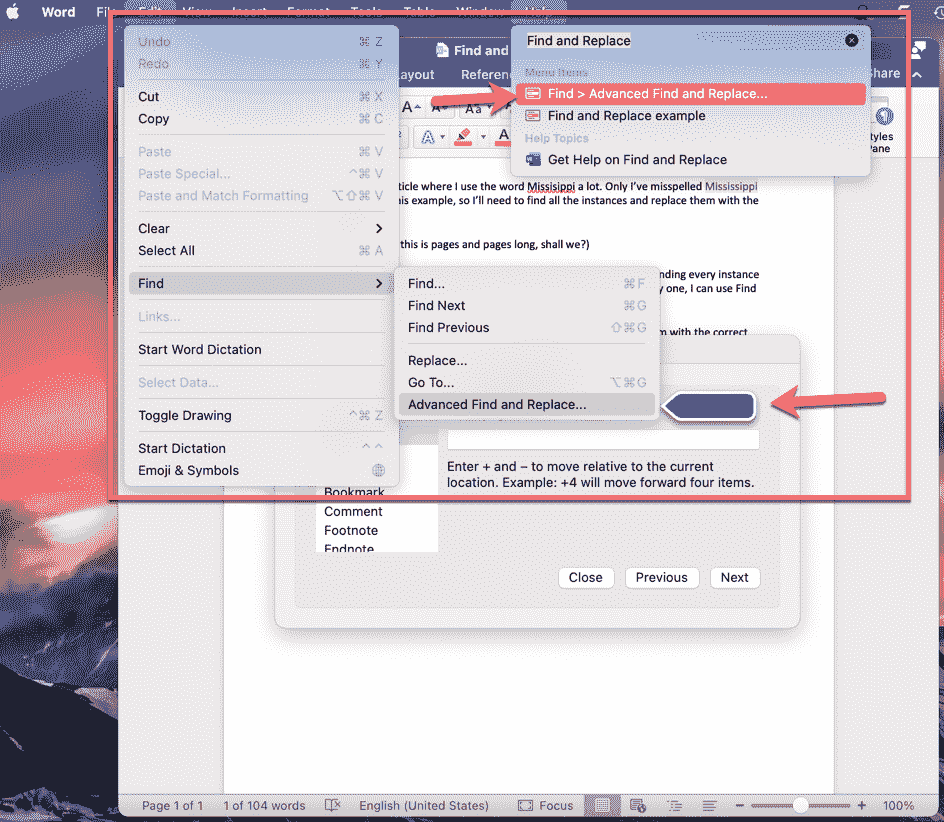 Word Fi
Edit View Insert Format Tools Table Window Help
Undo ⌘ Z
Redo ⌘ Y
Cut ⌘ X
Copy ⌘ C
Paste ⌘ V
Paste Special... ^⌘ V
Paste and Match Formatting ⌥⇧⌘ V
Clear >
Select All ⌘ A
Find >
Links...
Start Word Dictation
Select Data...
Toggle Drawing ^⌘ Z
Start Dictation ^ ^
Emoji & Symbols
Find...  ⌘F
Find Next ⌘G
Find Previous ⇧⌘G
Replace...
Go To... ⌥⌘G
Advanced Find and Replace...
Find and Replace
Menu Items
Find > Advanced Find and Replace...
Find and Replace example
Help Topics
Get Help on Find and Replace
Find and
ayout Referen
Share
A A Aa
A A
tyles
ane
ticle where I use the word Missisippi a lot. Only I've misspelled Mississippi
his example, so I'll need to find all the instances and replace them with the
this is pages and pages long, shall we?)
nding every instance
y one, I can use Find
m with the correct
Enter + and – to move relative to the current
location. Example: +4 will move forward four items.
Bookmark
Comment
Footnote
Endnote
Close Previous Next
Page 1 of 1 1 of 104 words English (United States) Focus 100%